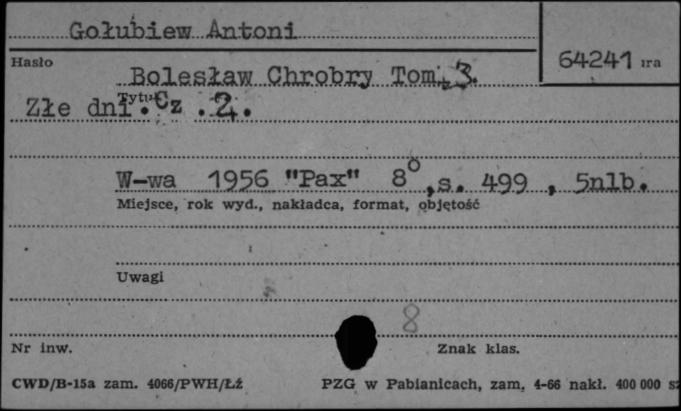 Gołubiew Antoni
Hasło
64241 ira
Bolesław Chrobry Tom 3.
Tytuł
Złe dni. Cz . 2.
W-wa 1956 "Pax" 8° ,s. 499 , 5nlb.
Miejsce, rok wyd., nakładca, format, objętość
Uwagi
8
Nr inw.
Znak klas.
CWD/B-15a zam. 4066/PWH/Łź
PZG w Pabianicach, zam. 4-66 nakł. 400 000 sz